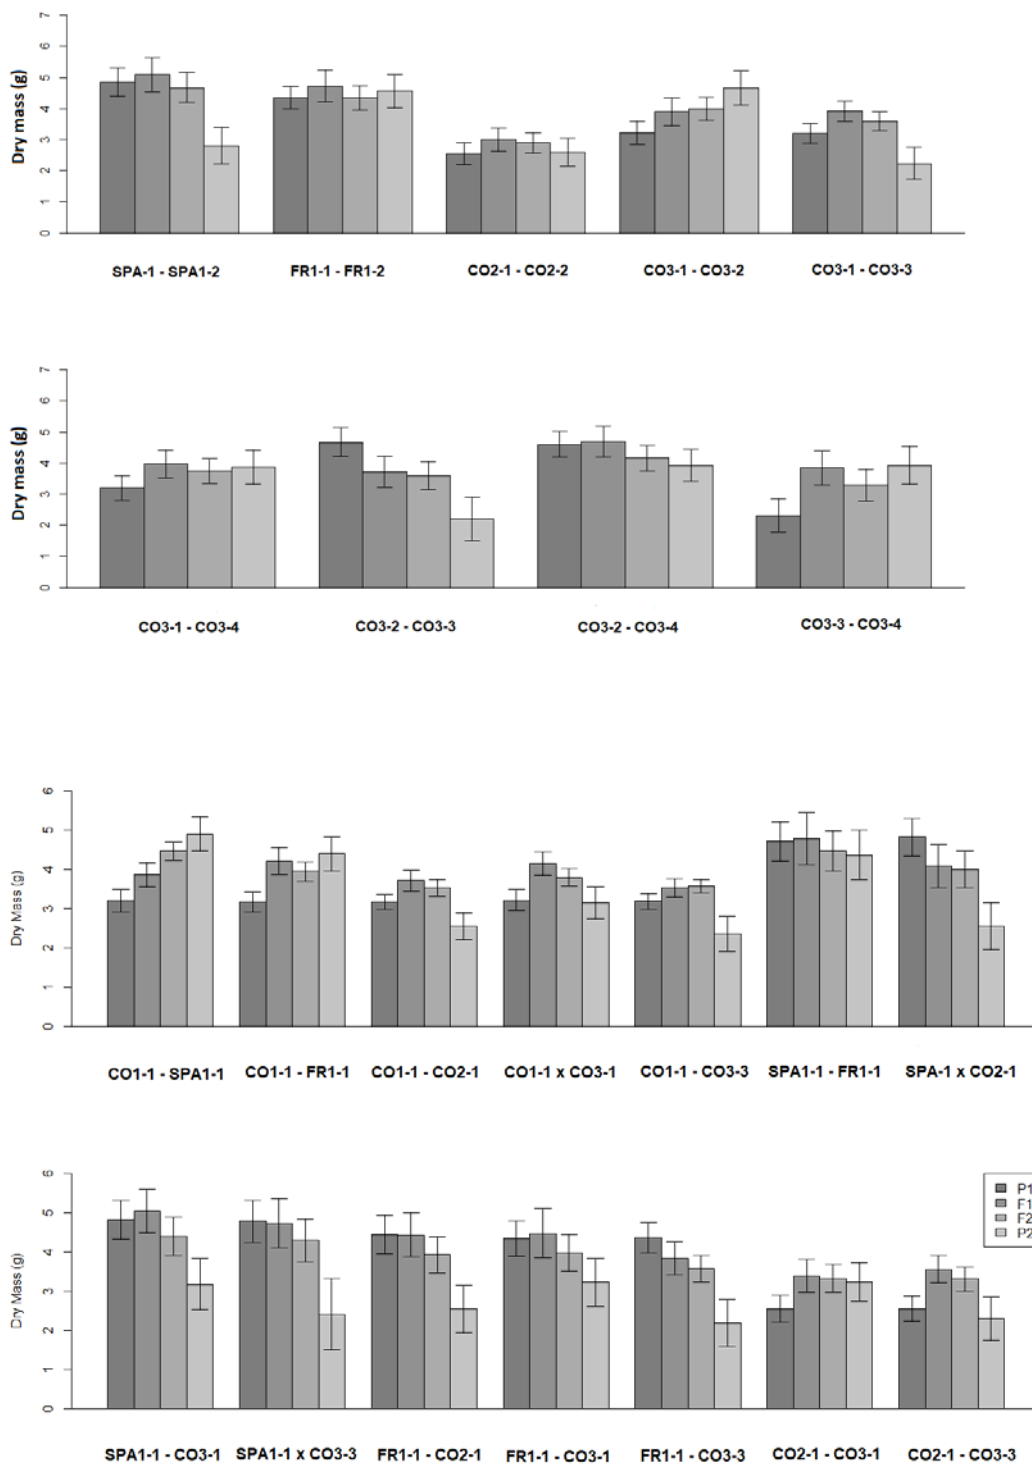 Dry mass (g)
7
6
5
4
3
2
1
0
SPA-1 - SPA1-2 FR1-1 - FR1-2 CO2-1 - CO2-2 CO3-1 - CO3-2 CO3-1 - CO3-3
Dry mass (g)
7
6
5
4
3
2
1
0
CO3-1 - CO3-4 CO3-2 - CO3-3 CO3-2 - CO3-4 CO3-3 - CO3-4
Dry Mass (g)
6
5
4
3
2
1
0
CO1-1 - SPA1-1 CO1-1 - FR1-1 CO1-1 - CO2-1 CO1-1 x CO3-1 CO1-1 - CO3-3 SPA1-1 - FR1-1 SPA-1 x CO2-1
Dry Mass (g)
6
5
4
3
2
1
0
P1
F1
F2
P2
SPA1-1 - CO3-1 SPA1-1 x CO3-3 FR1-1 - CO2-1 FR1-1 - CO3-1 FR1-1 - CO3-3 CO2-1 - CO3-1 CO2-1 - CO3-3